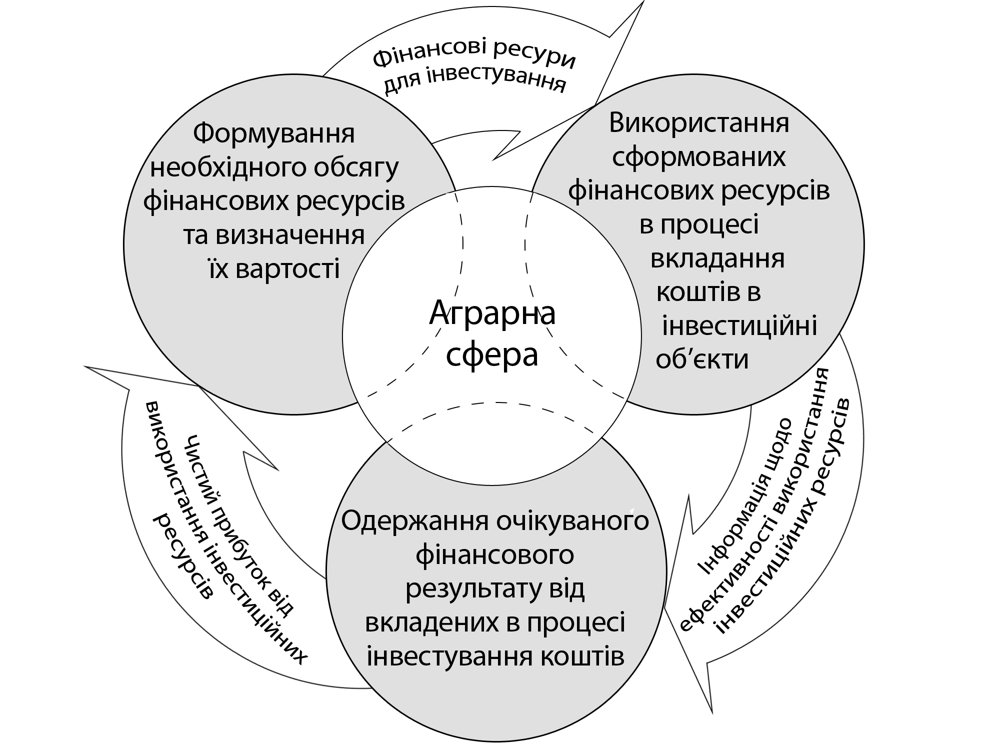 Фінансові ресури
для інвестування
Формування
необхідного обсягу
фінансових ресурсів
та визначення
їх вартості
Використання
сформованих
фінансових ресурсів
в процесі
вкладання
коштів в
інвестиційні
об’єкти
Аграрна
сфера
Інформація щодо
ефективності використання
інвестиційних ресурсів
Одержання очікуваного
фінансового
результату від
вкладених в процесі
інвестування коштів
Чистий прибуток від
використання інвестиційних
ресурсів